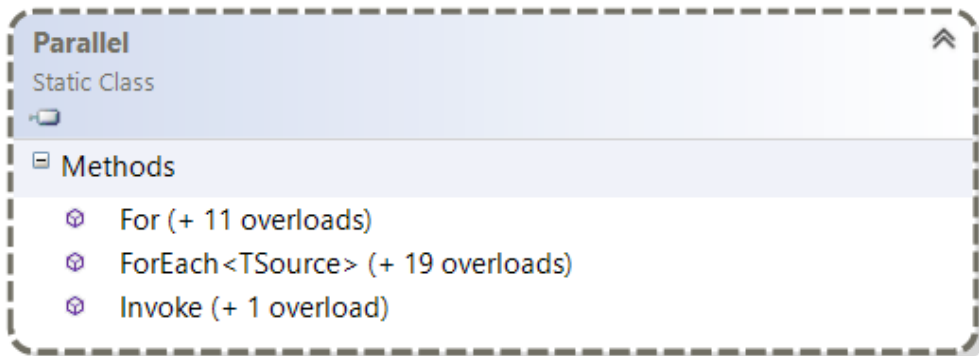 Parallel
Static Class
Methods
For (+ 11 overloads)
ForEach<TSource> (+ 19 overloads)
Invoke (+ 1 overload)